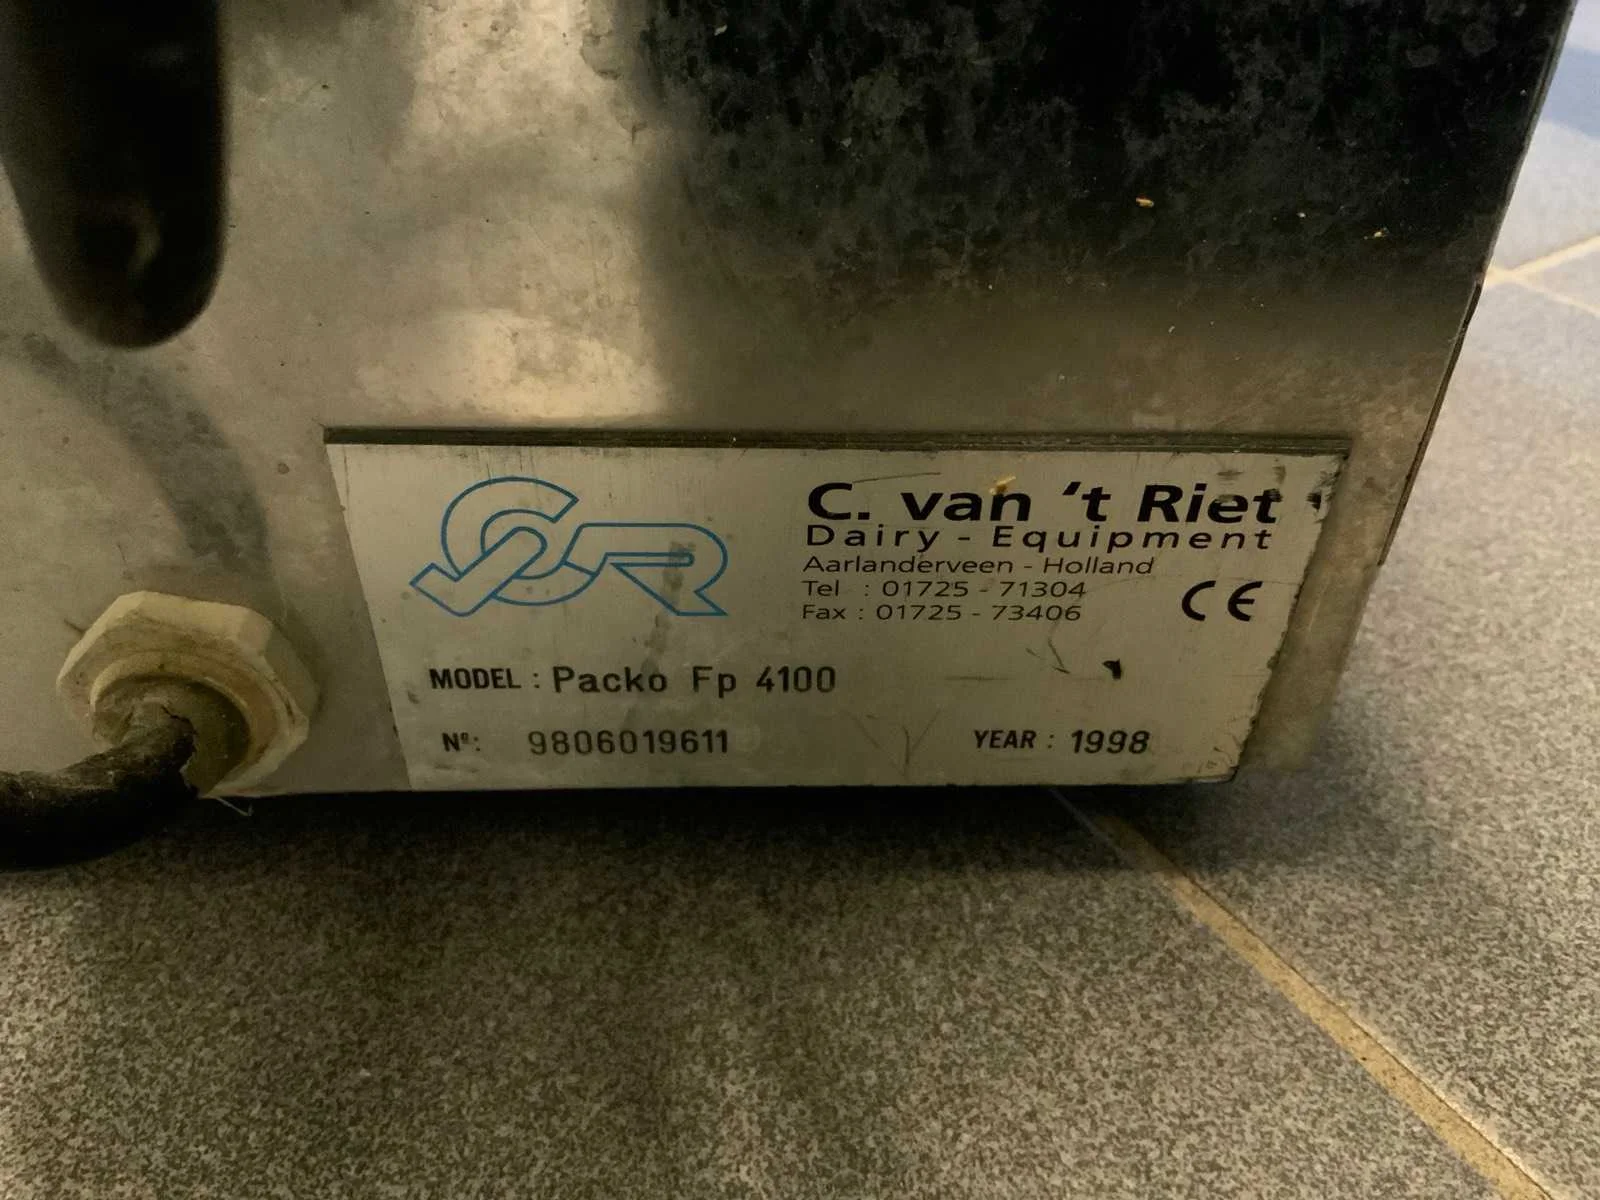 C. van 't Riet
Dairy - Equipment
Aarlanderveen - Holland
Tel : 01725 - 71304
Fax : 01725 - 73406
CE
MODEL : Packo Fp 4100
Nº: 9806019611
YEAR : 1998